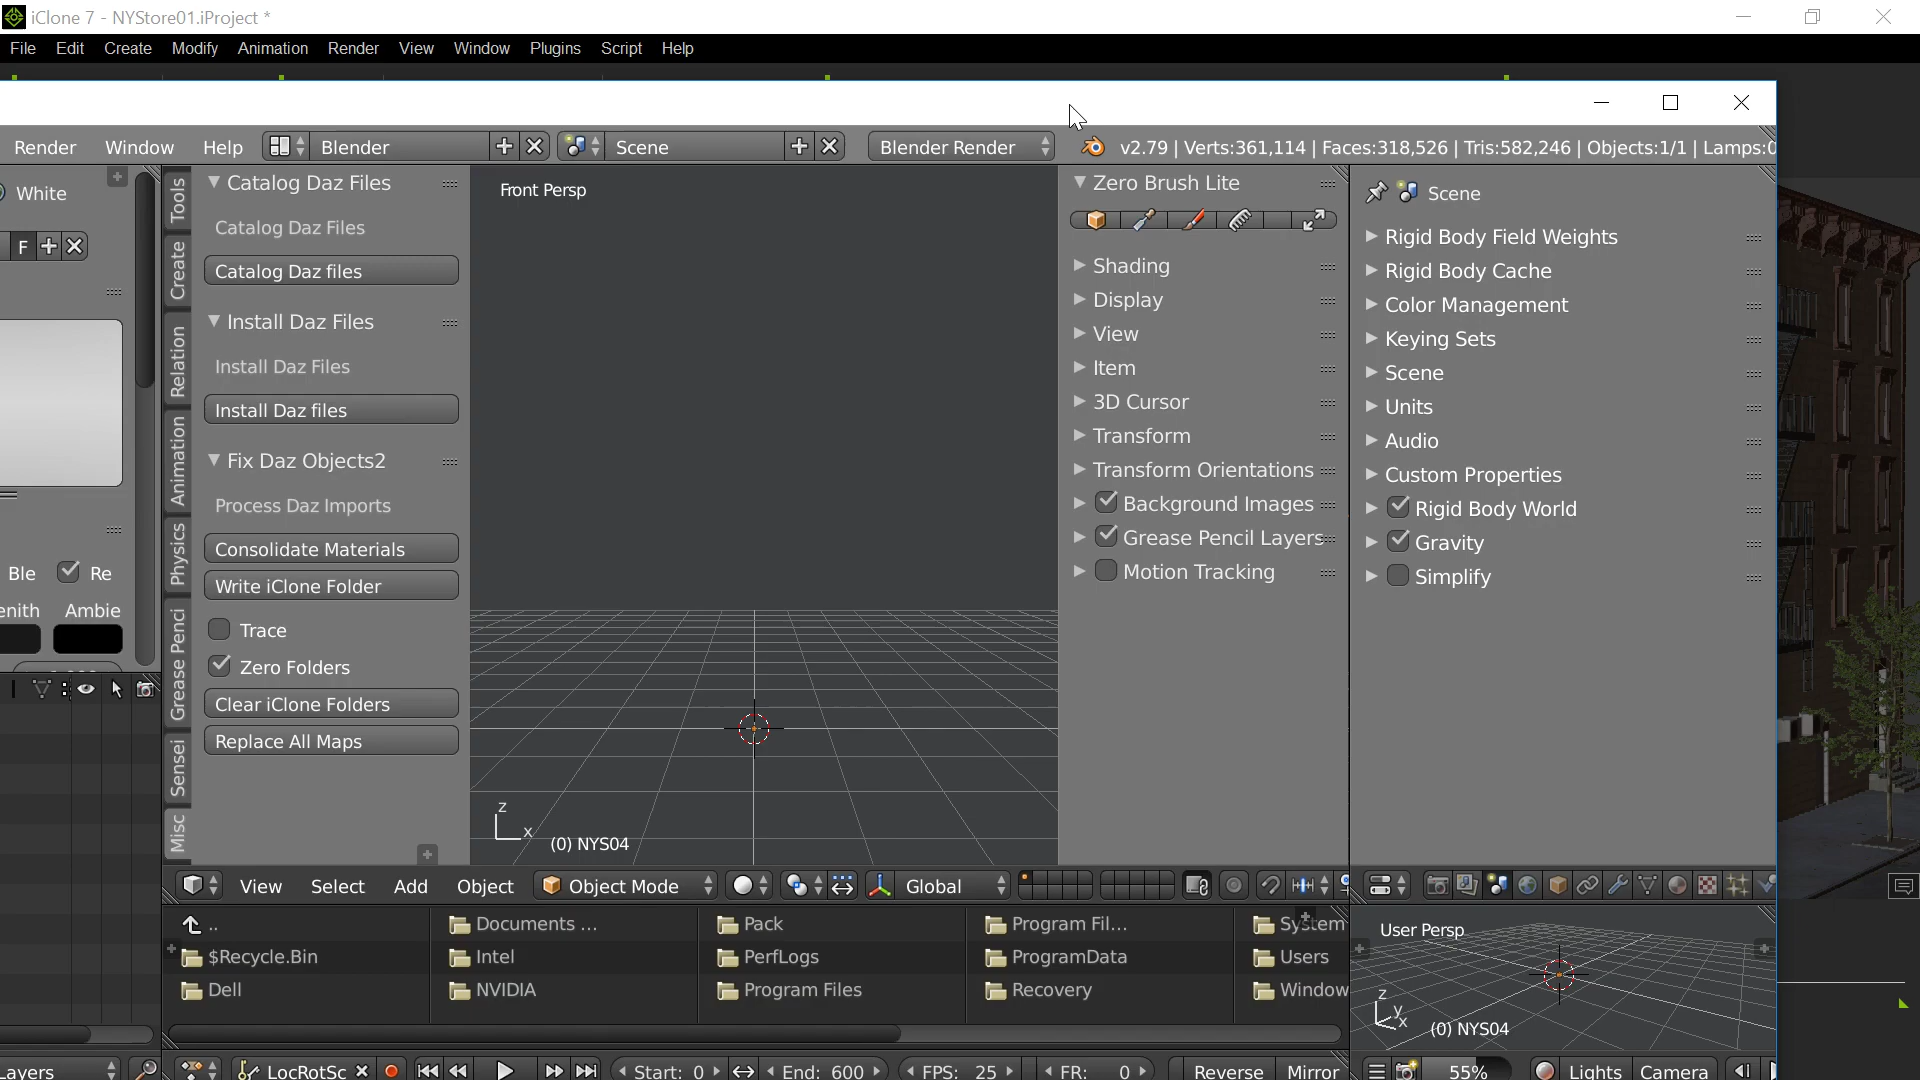 iClone 7 - NYStore01.iProject *
File Edit Create Modify Animation Render View Window Plugins Script Help
Render Window Help Blender Scene Blender Render v2.79 | Verts:361,114 | Faces:318,526 | Tris:582,246 | Objects:1/1 | Lamps:0
White
F
Ble Re
enith Ambie
Layers
Tools
Create
Relation
Animation
Physics
Grease Penci
Sensei
Misc
Catalog Daz Files
Catalog Daz Files
Catalog Daz files
Install Daz Files
Install Daz Files
Install Daz files
Fix Daz Objects2
Process Daz Imports
Consolidate Materials
Write iClone Folder
Trace
Zero Folders
Clear iClone Folders
Replace All Maps
Front Persp
z
x
(0) NYS04
Zero Brush Lite
Shading
Display
View
Item
3D Cursor
Transform
Transform Orientations
Background Images
Grease Pencil Layers
Motion Tracking
Scene
Rigid Body Field Weights
Rigid Body Cache
Color Management
Keying Sets
Scene
Units
Audio
Custom Properties
Rigid Body World
Gravity
Simplify
View Select Add Object Object Mode Global
.. Documents ... Pack Program Fil... System
$Recycle.Bin Intel PerfLogs ProgramData Users
Dell NVIDIA Program Files Recovery Window
User Persp
z
y
x
(0) NYS04
LocRotSc Start: 0 End: 600 FPS: 25 FR: 0 Reverse Mirror 55% Lights Camera